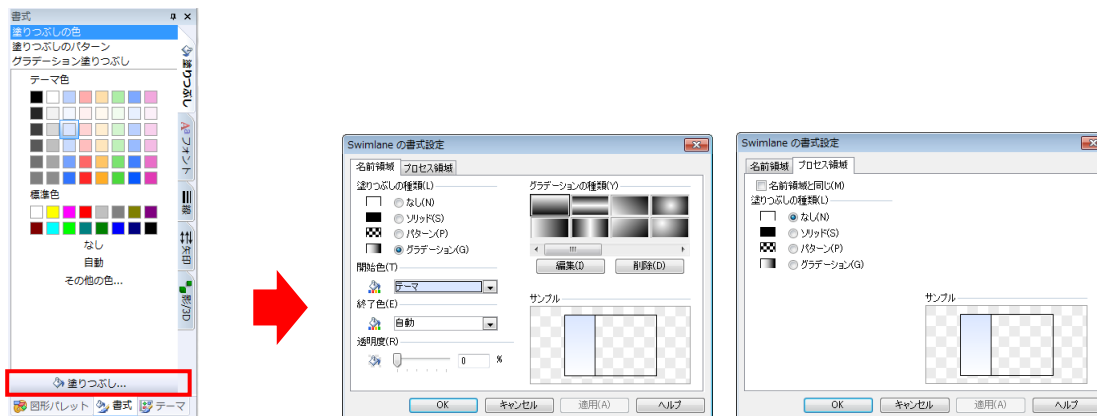 書式
塗りつぶしの色
塗りつぶしのパターン
グラデーション塗りつぶし
テーマ色
標準色
なし
自動
その他の色...
塗りつぶし...
図形パレット 書式 テーマ
塗りつぶし
フォント
線
矢印
影/3D
Swimlane の書式設定
名前領域 プロセス領域
塗りつぶしの種類(L)
なし(N)
ソリッド(S)
パターン(P)
グラデーション(G)
開始色(T)
テーマ
終了色(E)
自動
透明度(R)
0 %
グラデーションの種類(Y)
編集(I) 削除(D)
サンプル
OK キャンセル 適用(A) ヘルプ
Swimlane の書式設定
名前領域 プロセス領域
名前領域と同じ(M)
塗りつぶしの種類(L)
なし(N)
ソリッド(S)
パターン(P)
グラデーション(G)
サンプル
OK キャンセル 適用(A) ヘルプ